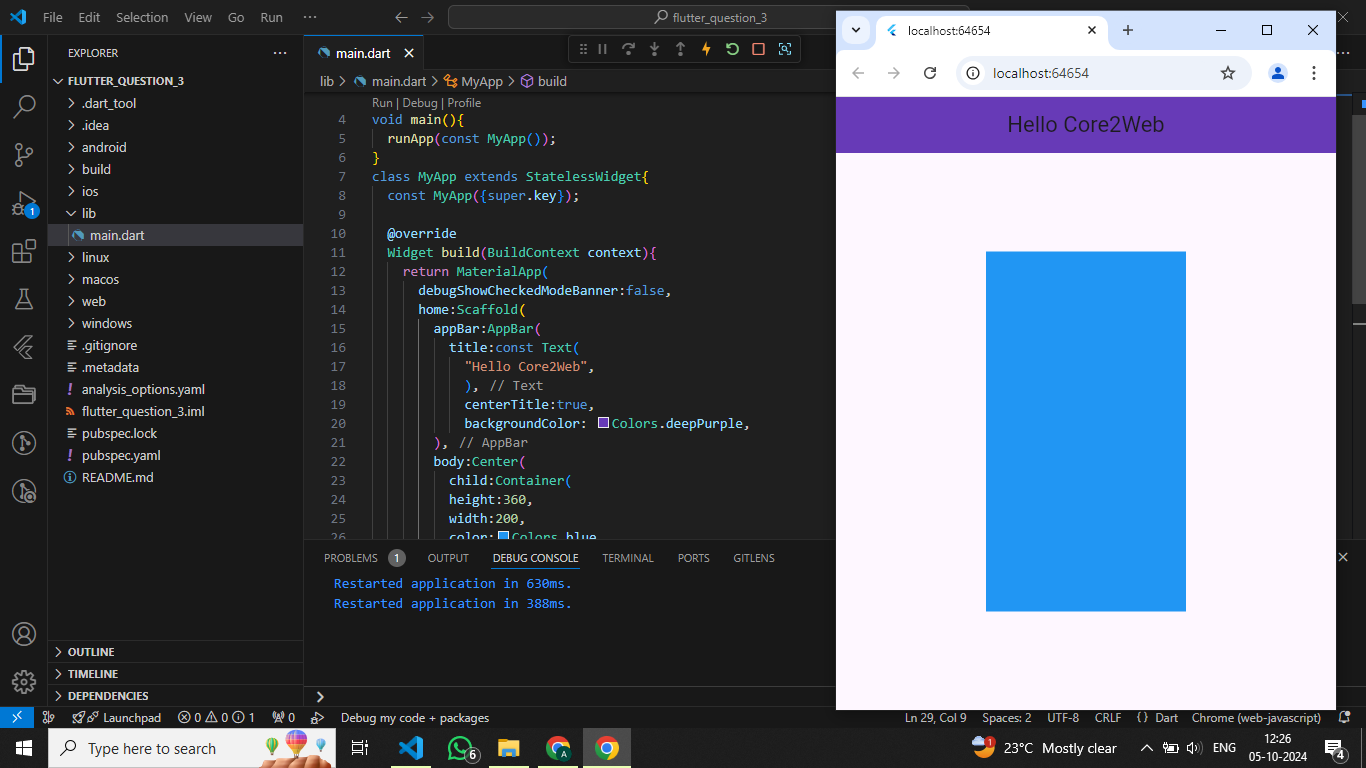 File Edit Selection View Go Run ···
flutter_question_3
EXPLORER
FLUTTER_QUESTION_3
.dart_tool
.idea
android
build
ios
lib
main.dart
linux
macos
web
windows
.gitignore
.metadata
analysis_options.yaml
flutter_question_3.iml
pubspec.lock
pubspec.yaml
README.md
OUTLINE
TIMELINE
DEPENDENCIES
1
main.dart
lib > main.dart > MyApp > build
Run | Debug | Profile
4 void main(){
5 runApp(const MyApp());
6 }
7 class MyApp extends StatelessWidget{
8 const MyApp({super.key});
9
10 @override
11 Widget build(BuildContext context){
12 return MaterialApp(
13 debugShowCheckedModeBanner:false,
14 home:Scaffold(
15 appBar:AppBar(
16 title:const Text(
17 "Hello Core2Web",
18 ), // Text
19 centerTitle:true,
20 backgroundColor: Colors.deepPurple,
21 ), // AppBar
22 body:Center(
23 child:Container(
24 height:360,
25 width:200,
26 color:Colors.blue
PROBLEMS 1 OUTPUT DEBUG CONSOLE TERMINAL PORTS GITLENS
Restarted application in 630ms.
Restarted application in 388ms.
localhost:64654
localhost:64654
Hello Core2Web
Launchpad 0 0 1 0 Debug my code + packages Ln 29, Col 9 Spaces: 2 UTF-8 CRLF {} Dart Chrome (web-javascript)
Type here to search
6
A
1
23°C Mostly clear
ENG
12:26
05-10-2024
4